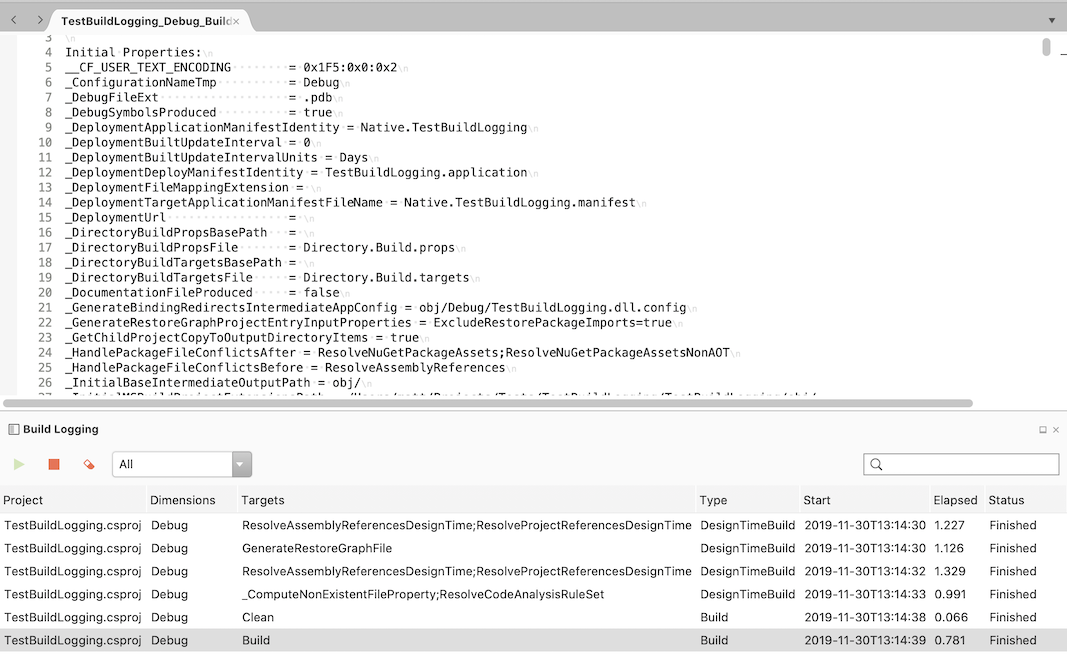 TestBuildLogging_Debug_Build
3 \n
4 Initial Properties:\n
5 __CF_USER_TEXT_ENCODING = 0x1F5:0x0:0x2\n
6 _ConfigurationNameTmp = Debug\n
7 _DebugFileExt = .pdb\n
8 _DebugSymbolsProduced = true\n
9 _DeploymentApplicationManifestIdentity = Native.TestBuildLogging\n
10 _DeploymentBuiltUpdateInterval = 0\n
11 _DeploymentBuiltUpdateIntervalUnits = Days\n
12 _DeploymentDeployManifestIdentity = TestBuildLogging.application\n
13 _DeploymentFileMappingExtension = \n
14 _DeploymentTargetApplicationManifestFileName = Native.TestBuildLogging.manifest\n
15 _DeploymentUrl = \n
16 _DirectoryBuildPropsBasePath = \n
17 _DirectoryBuildPropsFile = Directory.Build.props\n
18 _DirectoryBuildTargetsBasePath = \n
19 _DirectoryBuildTargetsFile = Directory.Build.targets\n
20 _DocumentationFileProduced = false\n
21 _GenerateBindingRedirectsIntermediateAppConfig = obj/Debug/TestBuildLogging.dll.config\n
22 _GenerateRestoreGraphProjectEntryInputProperties = ExcludeRestorePackageImports=true\n
23 _GetChildProjectCopyToOutputDirectoryItems = true\n
24 _HandlePackageFileConflictsAfter = ResolveNuGetPackageAssets;ResolveNuGetPackageAssetsNonAOT\n
25 _HandlePackageFileConflictsBefore = ResolveAssemblyReferences\n
26 _InitialBaseIntermediateOutputPath = obj/\n
Build Logging
All
Project Dimensions Targets Type Start Elapsed Status
TestBuildLogging.csproj Debug ResolveAssemblyReferencesDesignTime;ResolveProjectReferencesDesignTime DesignTimeBuild 2019-11-30T13:14:30 1.227 Finished
TestBuildLogging.csproj Debug GenerateRestoreGraphFile DesignTimeBuild 2019-11-30T13:14:30 1.126 Finished
TestBuildLogging.csproj Debug ResolveAssemblyReferencesDesignTime;ResolveProjectReferencesDesignTime DesignTimeBuild 2019-11-30T13:14:32 1.329 Finished
TestBuildLogging.csproj Debug _ComputeNonExistentFileProperty;ResolveCodeAnalysisRuleSet DesignTimeBuild 2019-11-30T13:14:33 0.991 Finished
TestBuildLogging.csproj Debug Clean Build 2019-11-30T13:14:38 0.066 Finished
TestBuildLogging.csproj Debug Build Build 2019-11-30T13:14:39 0.781 Finished